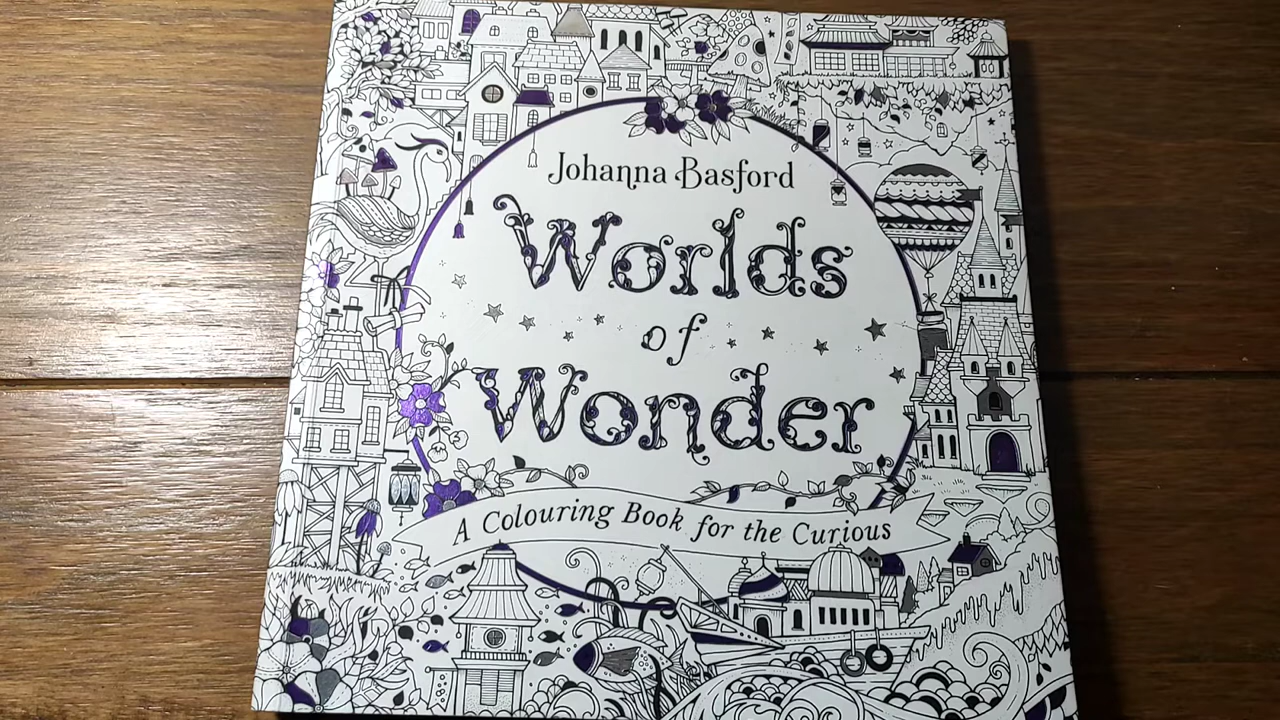 Johanna Basford
Worlds
of
Wonder
A Colouring Book for the Curious